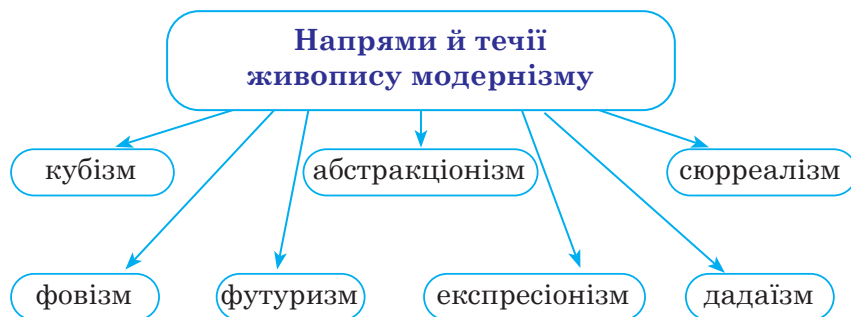 Напрями й течії
живопису модернізму
кубізм
абстракціонізм
сюрреалізм
фовізм
футуризм
експресіонізм
дадаїзм